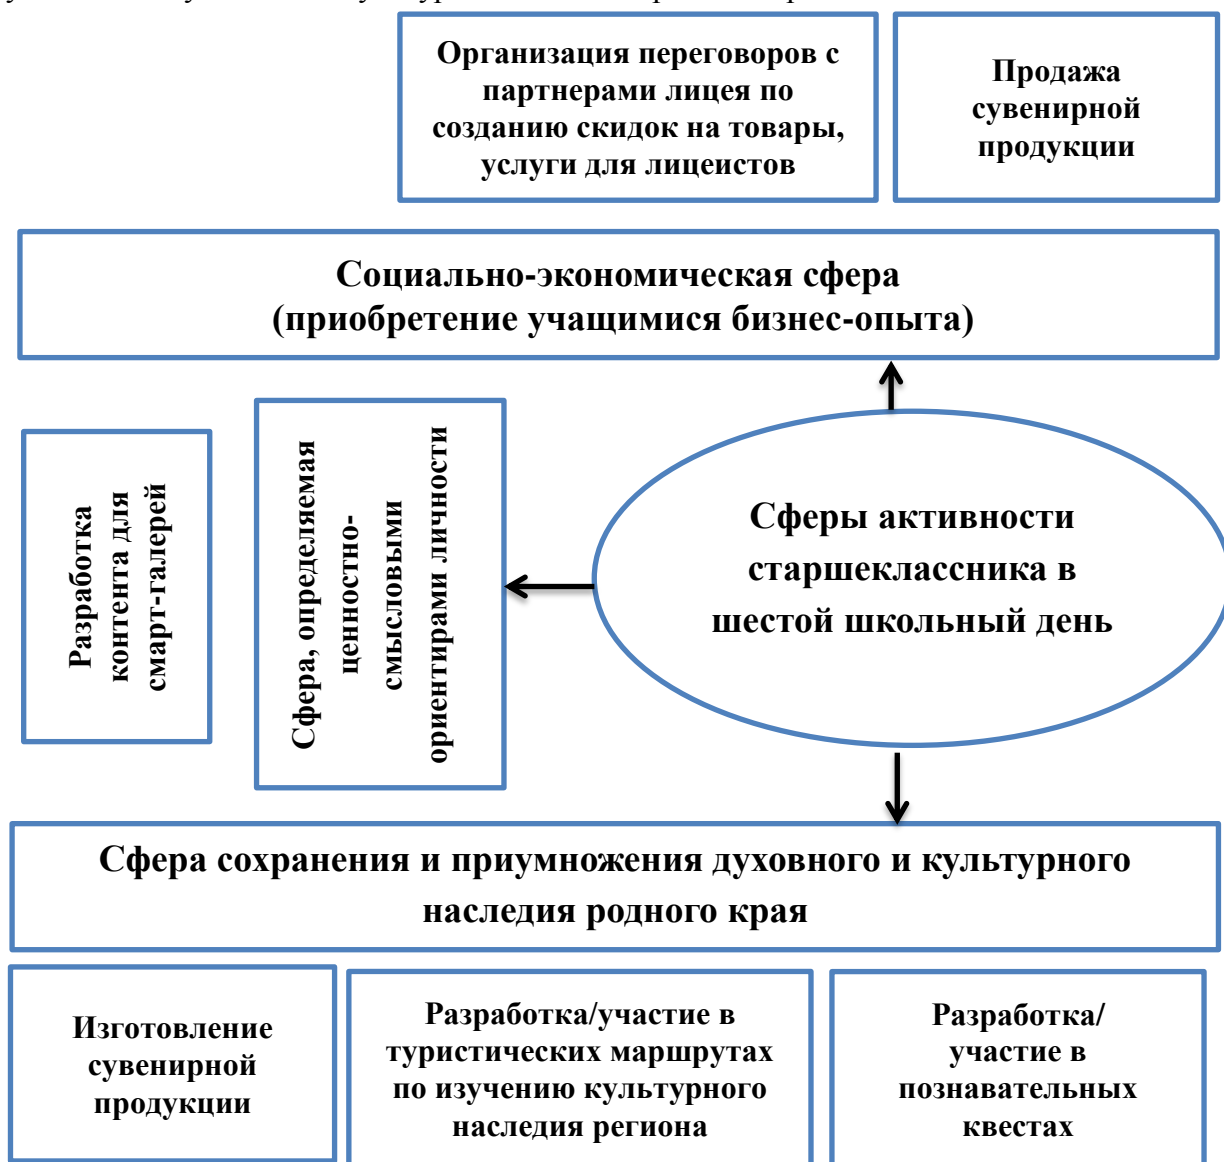 Организация переговоров с
партнерами лицея по
созданию скидок на товары,
услуги для лицеистов
Продажа
сувенирной
продукции
Социально-экономическая сфера
(приобретение учащимися бизнес-опыта)
Разработка
контента для
смарт-галерей
Сфера, определяемая
ценностно-
смысловыми
ориентирами личности
Сферы активности
старшеклассника в
шестой школьный день
Сфера сохранения и приумножения духовного и культурного
наследия родного края
Изготовление
сувенирной
продукции
Разработка/участие в
туристических маршрутах
по изучению культурного
наследия региона
Разработка/
участие в
познавательных
квестах